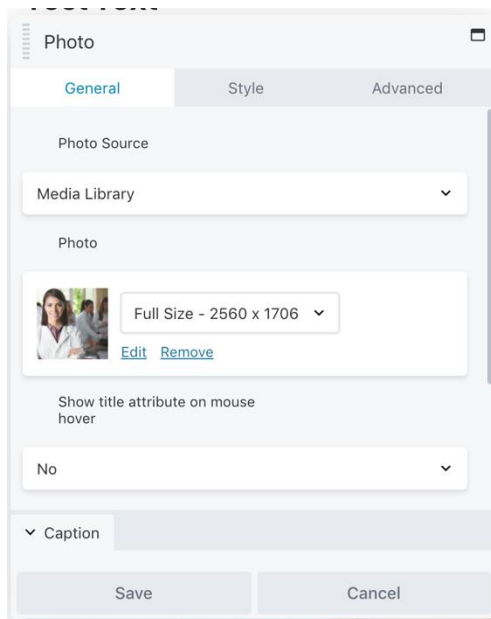 Photo
General Style Advanced
Photo Source
Media Library
Photo
Full Size - 2560 x 1706
Edit Remove
Show title attribute on mouse
hover
No
Caption
Save Cancel